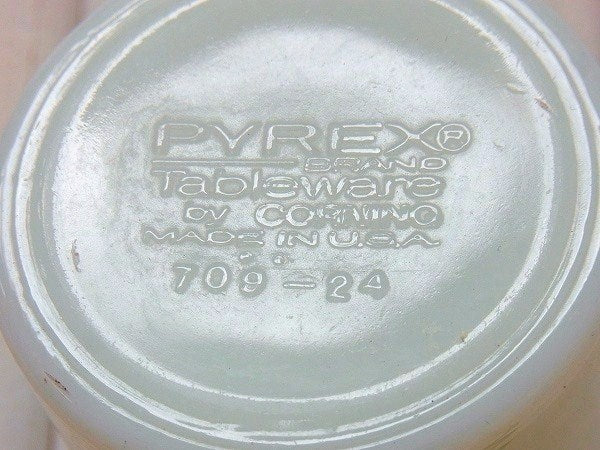 PYREX®
BRAND
Tableware
by CORNING
MADE IN U.S.A.
709-24